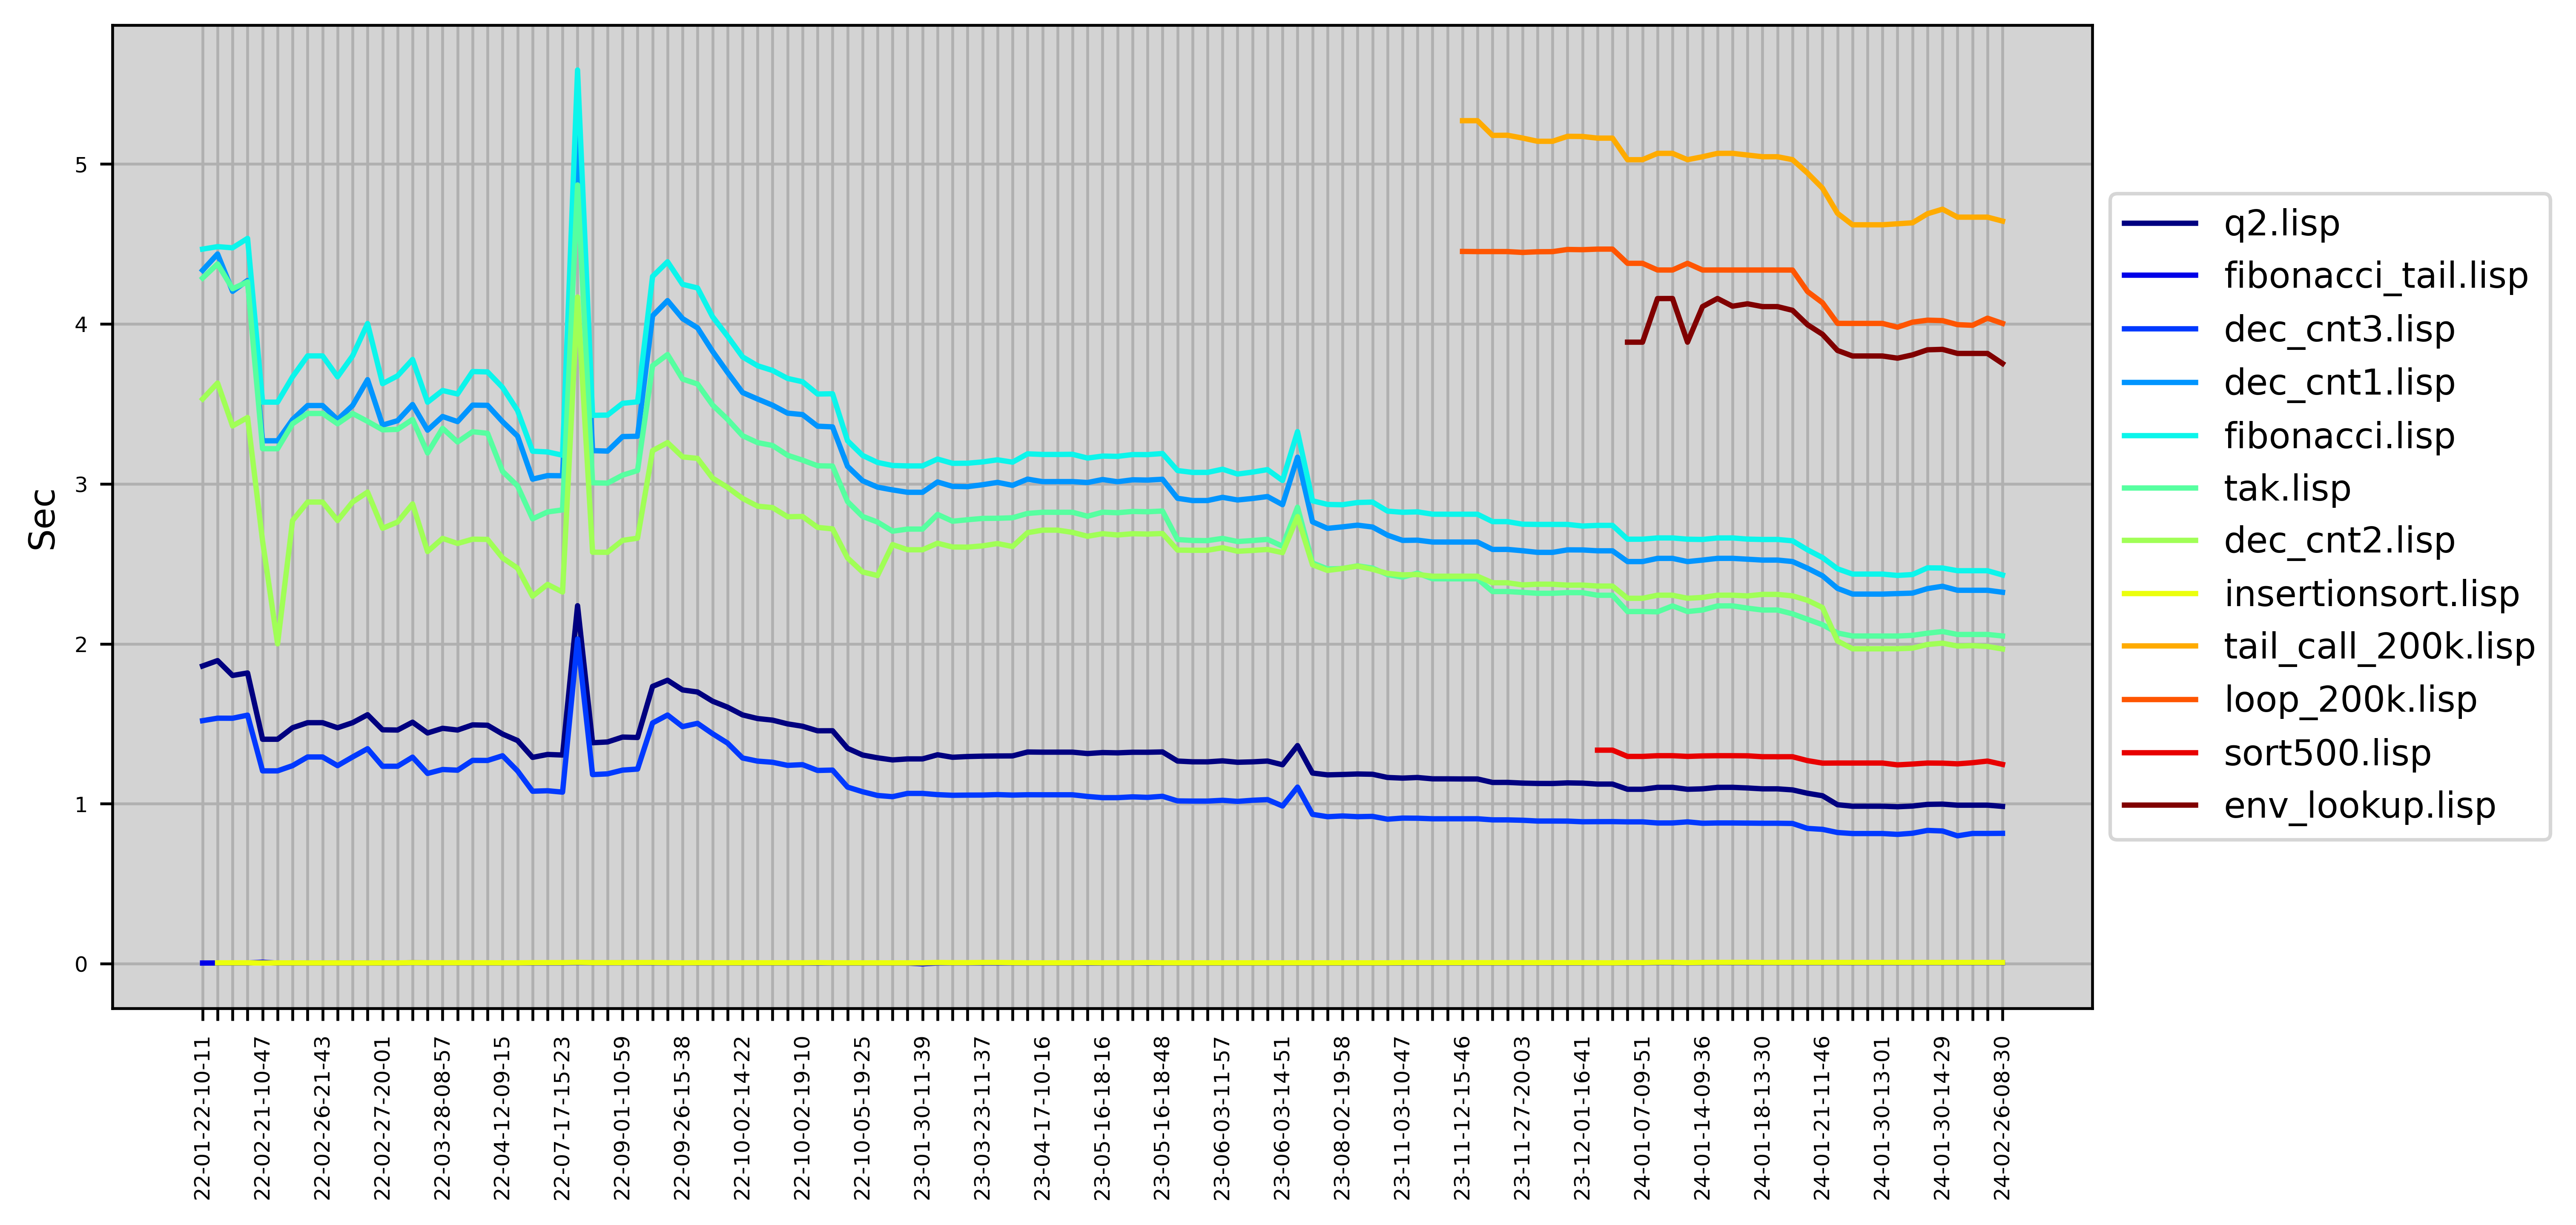 Sec
5
4
3
2
1
0
22-01-22-10-11
22-02-21-10-47
22-02-26-21-43
22-02-27-20-01
22-03-28-08-57
22-04-12-09-15
22-07-17-15-23
22-09-01-10-59
22-09-26-15-38
22-10-02-14-22
22-10-02-19-10
22-10-05-19-25
23-01-30-11-39
23-03-23-11-37
23-04-17-10-16
23-05-16-18-16
23-05-16-18-48
23-06-03-11-57
23-06-03-14-51
23-08-02-19-58
23-11-03-10-47
23-11-12-15-46
23-11-27-20-03
23-12-01-16-41
24-01-07-09-51
24-01-14-09-36
24-01-18-13-30
24-01-21-11-46
24-01-30-13-01
24-01-30-14-29
24-02-26-08-30
q2.lisp
fibonacci_tail.lisp
dec_cnt3.lisp
dec_cnt1.lisp
fibonacci.lisp
tak.lisp
dec_cnt2.lisp
insertionsort.lisp
tail_call_200k.lisp
loop_200k.lisp
sort500.lisp
env_lookup.lisp